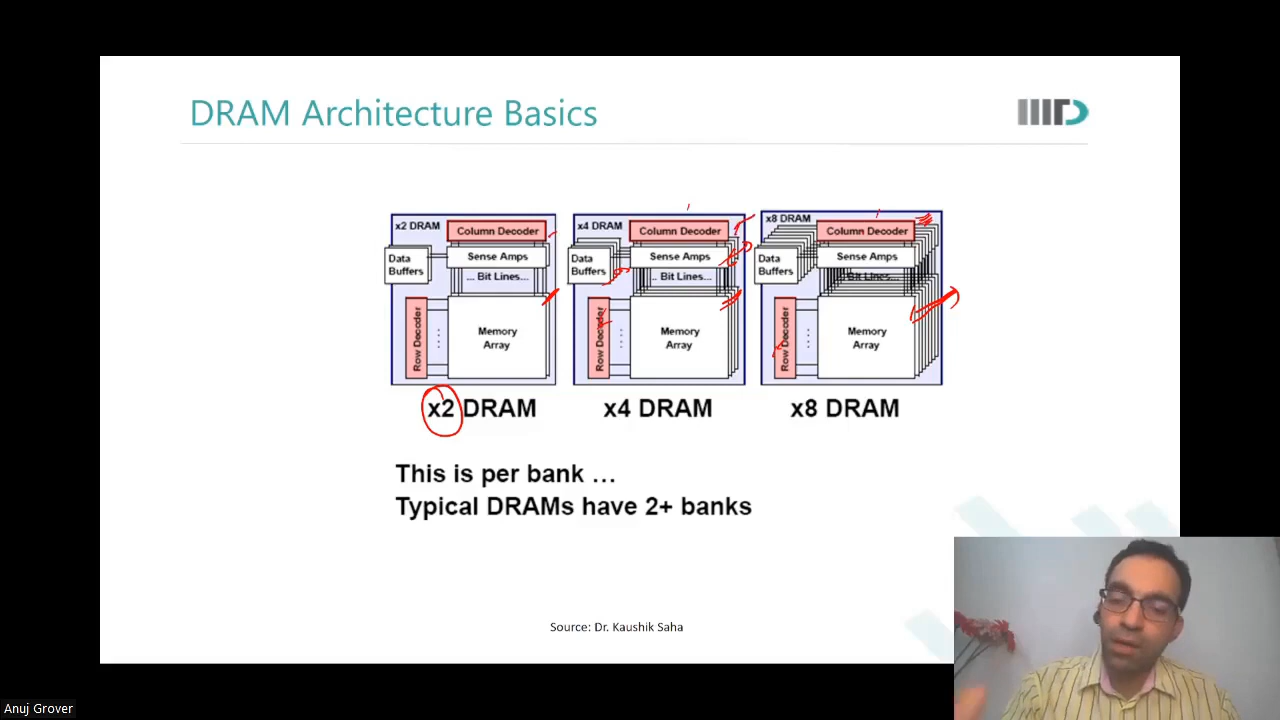 DRAM Architecture Basics
IIITD
x2 DRAM
Column Decoder
Data
Buffers
Sense Amps
... Bit Lines...
Row Decoder
Memory
Array
x2 DRAM
x4 DRAM
Column Decoder
Data
Buffers
Sense Amps
... Bit Lines...
Row Decoder
Memory
Array
x4 DRAM
x8 DRAM
Column Decoder
Data
Buffers
Sense Amps
...Bit Lines...
Row Decoder
Memory
Array
x8 DRAM
This is per bank …
Typical DRAMs have 2+ banks
Source: Dr. Kaushik Saha
Anuj Grover